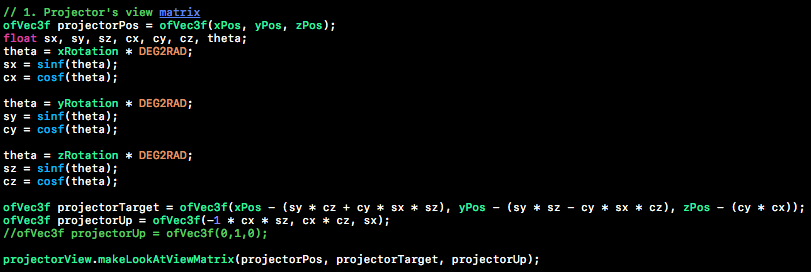 // 1. Projector's view matrix
ofVec3f projectorPos = ofVec3f(xPos, yPos, zPos);
float sx, sy, sz, cx, cy, cz, theta;
theta = xRotation * DEG2RAD;
sx = sinf(theta);
cx = cosf(theta);
theta = yRotation * DEG2RAD;
sy = sinf(theta);
cy = cosf(theta);
theta = zRotation * DEG2RAD;
sz = sinf(theta);
cz = cosf(theta);
ofVec3f projectorTarget = ofVec3f(xPos - (sy * cz + cy * sx * sz), yPos - (sy * sz - cy * sx * cz), zPos - (cy * cx));
ofVec3f projectorUp = ofVec3f(-1 * cx * sz, cx * cz, sx);
//ofVec3f projectorUp = ofVec3f(0,1,0);
projectorView.makeLookAtViewMatrix(projectorPos, projectorTarget, projectorUp);